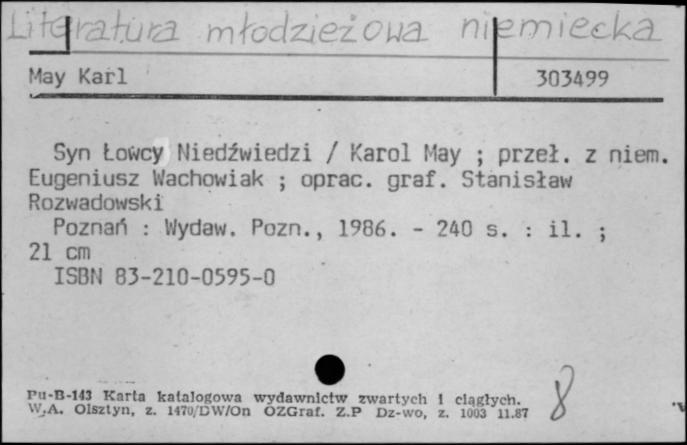 Literatura młodzieżowa niemiecka
May Karl 303499
Syn Łowcy Niedźwiedzi / Karol May ; przeł. z niem.
Eugeniusz Wachowiak ; oprac. graf. Stanisław
Rozwadowski
Poznań : Wydaw. Pozn., 1986. - 240 s. : il. ;
21 cm
ISBN 83-210-0595-0
Pu-B-143 Karta katalogowa wydawnictw zwartych i ciągłych.
W.A. Olsztyn, z. 1470/DW/On OZGraf. Z.P Dz-wo, z. 1003 11.87
8